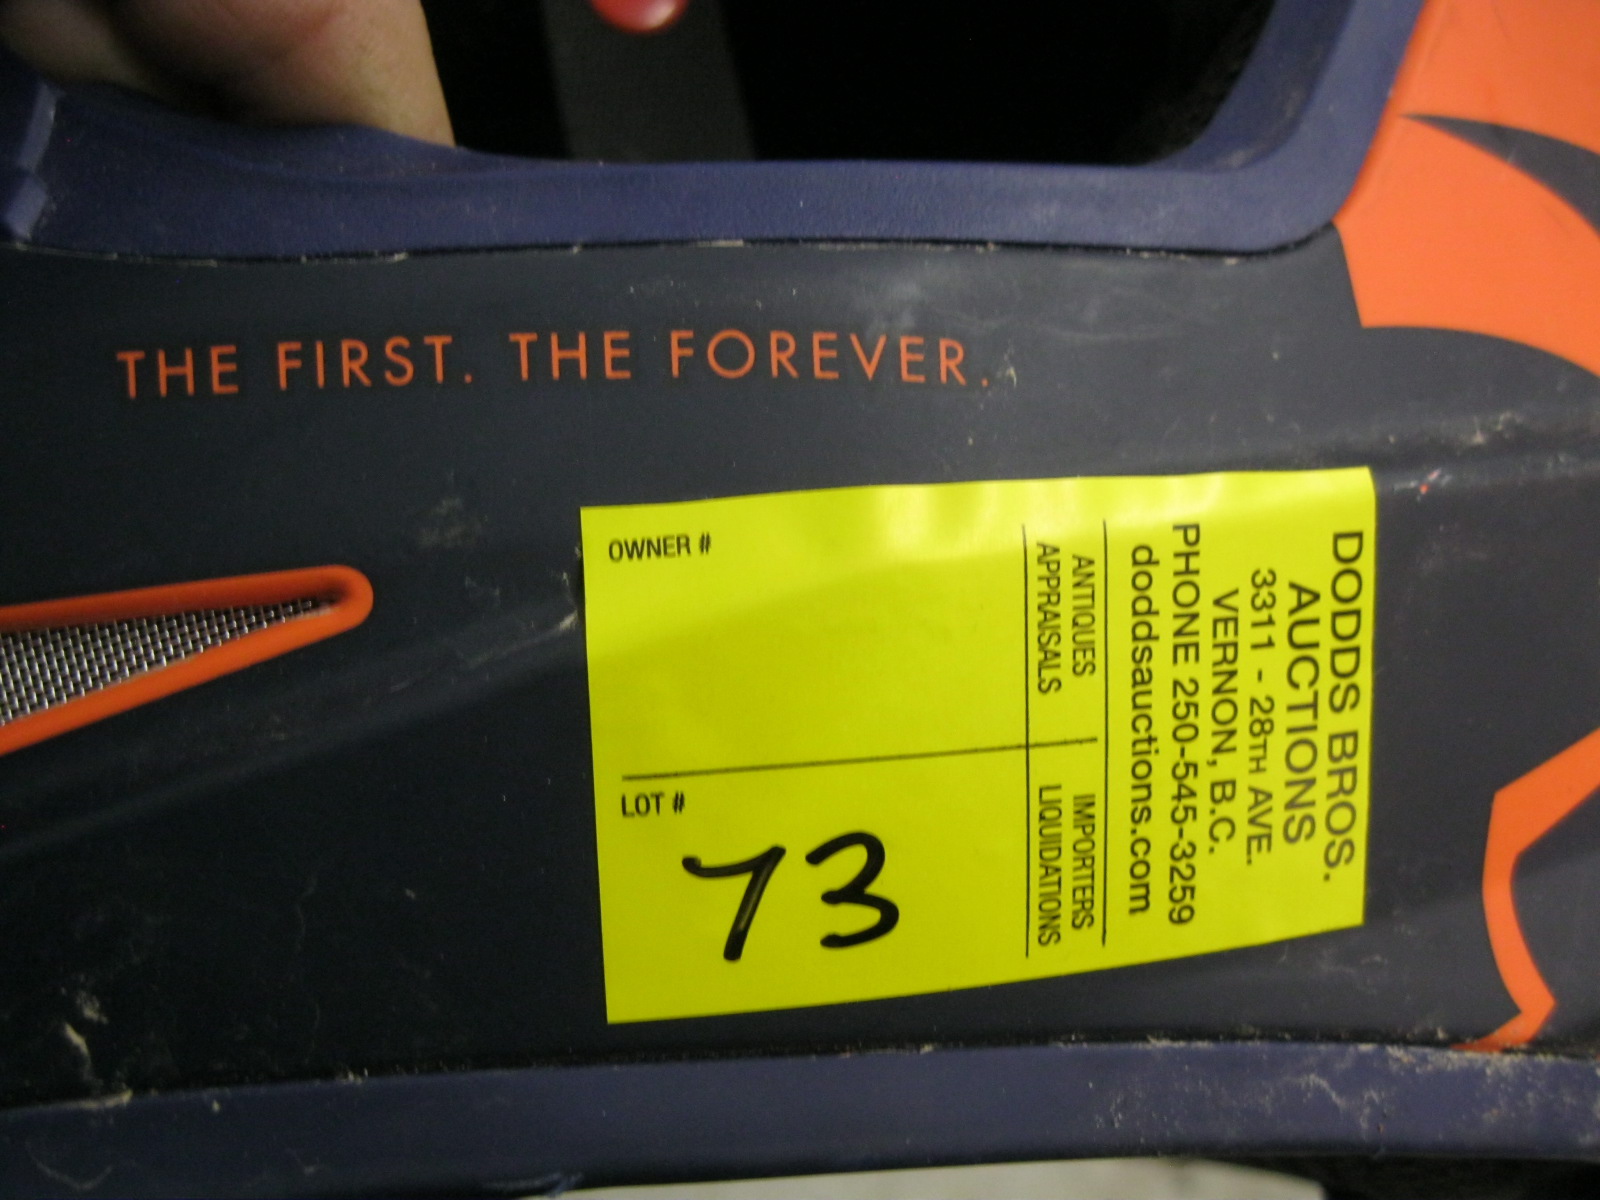 THE FIRST. THE FOREVER.
DODDS BROS.
AUCTIONS
3311 - 28TH AVE.
VERNON, B.C.
PHONE 250-545-3259
doddsauctions.com
ANTIQUES
APPRAISALS
IMPORTERS
LIQUIDATIONS
OWNER #
LOT #
73